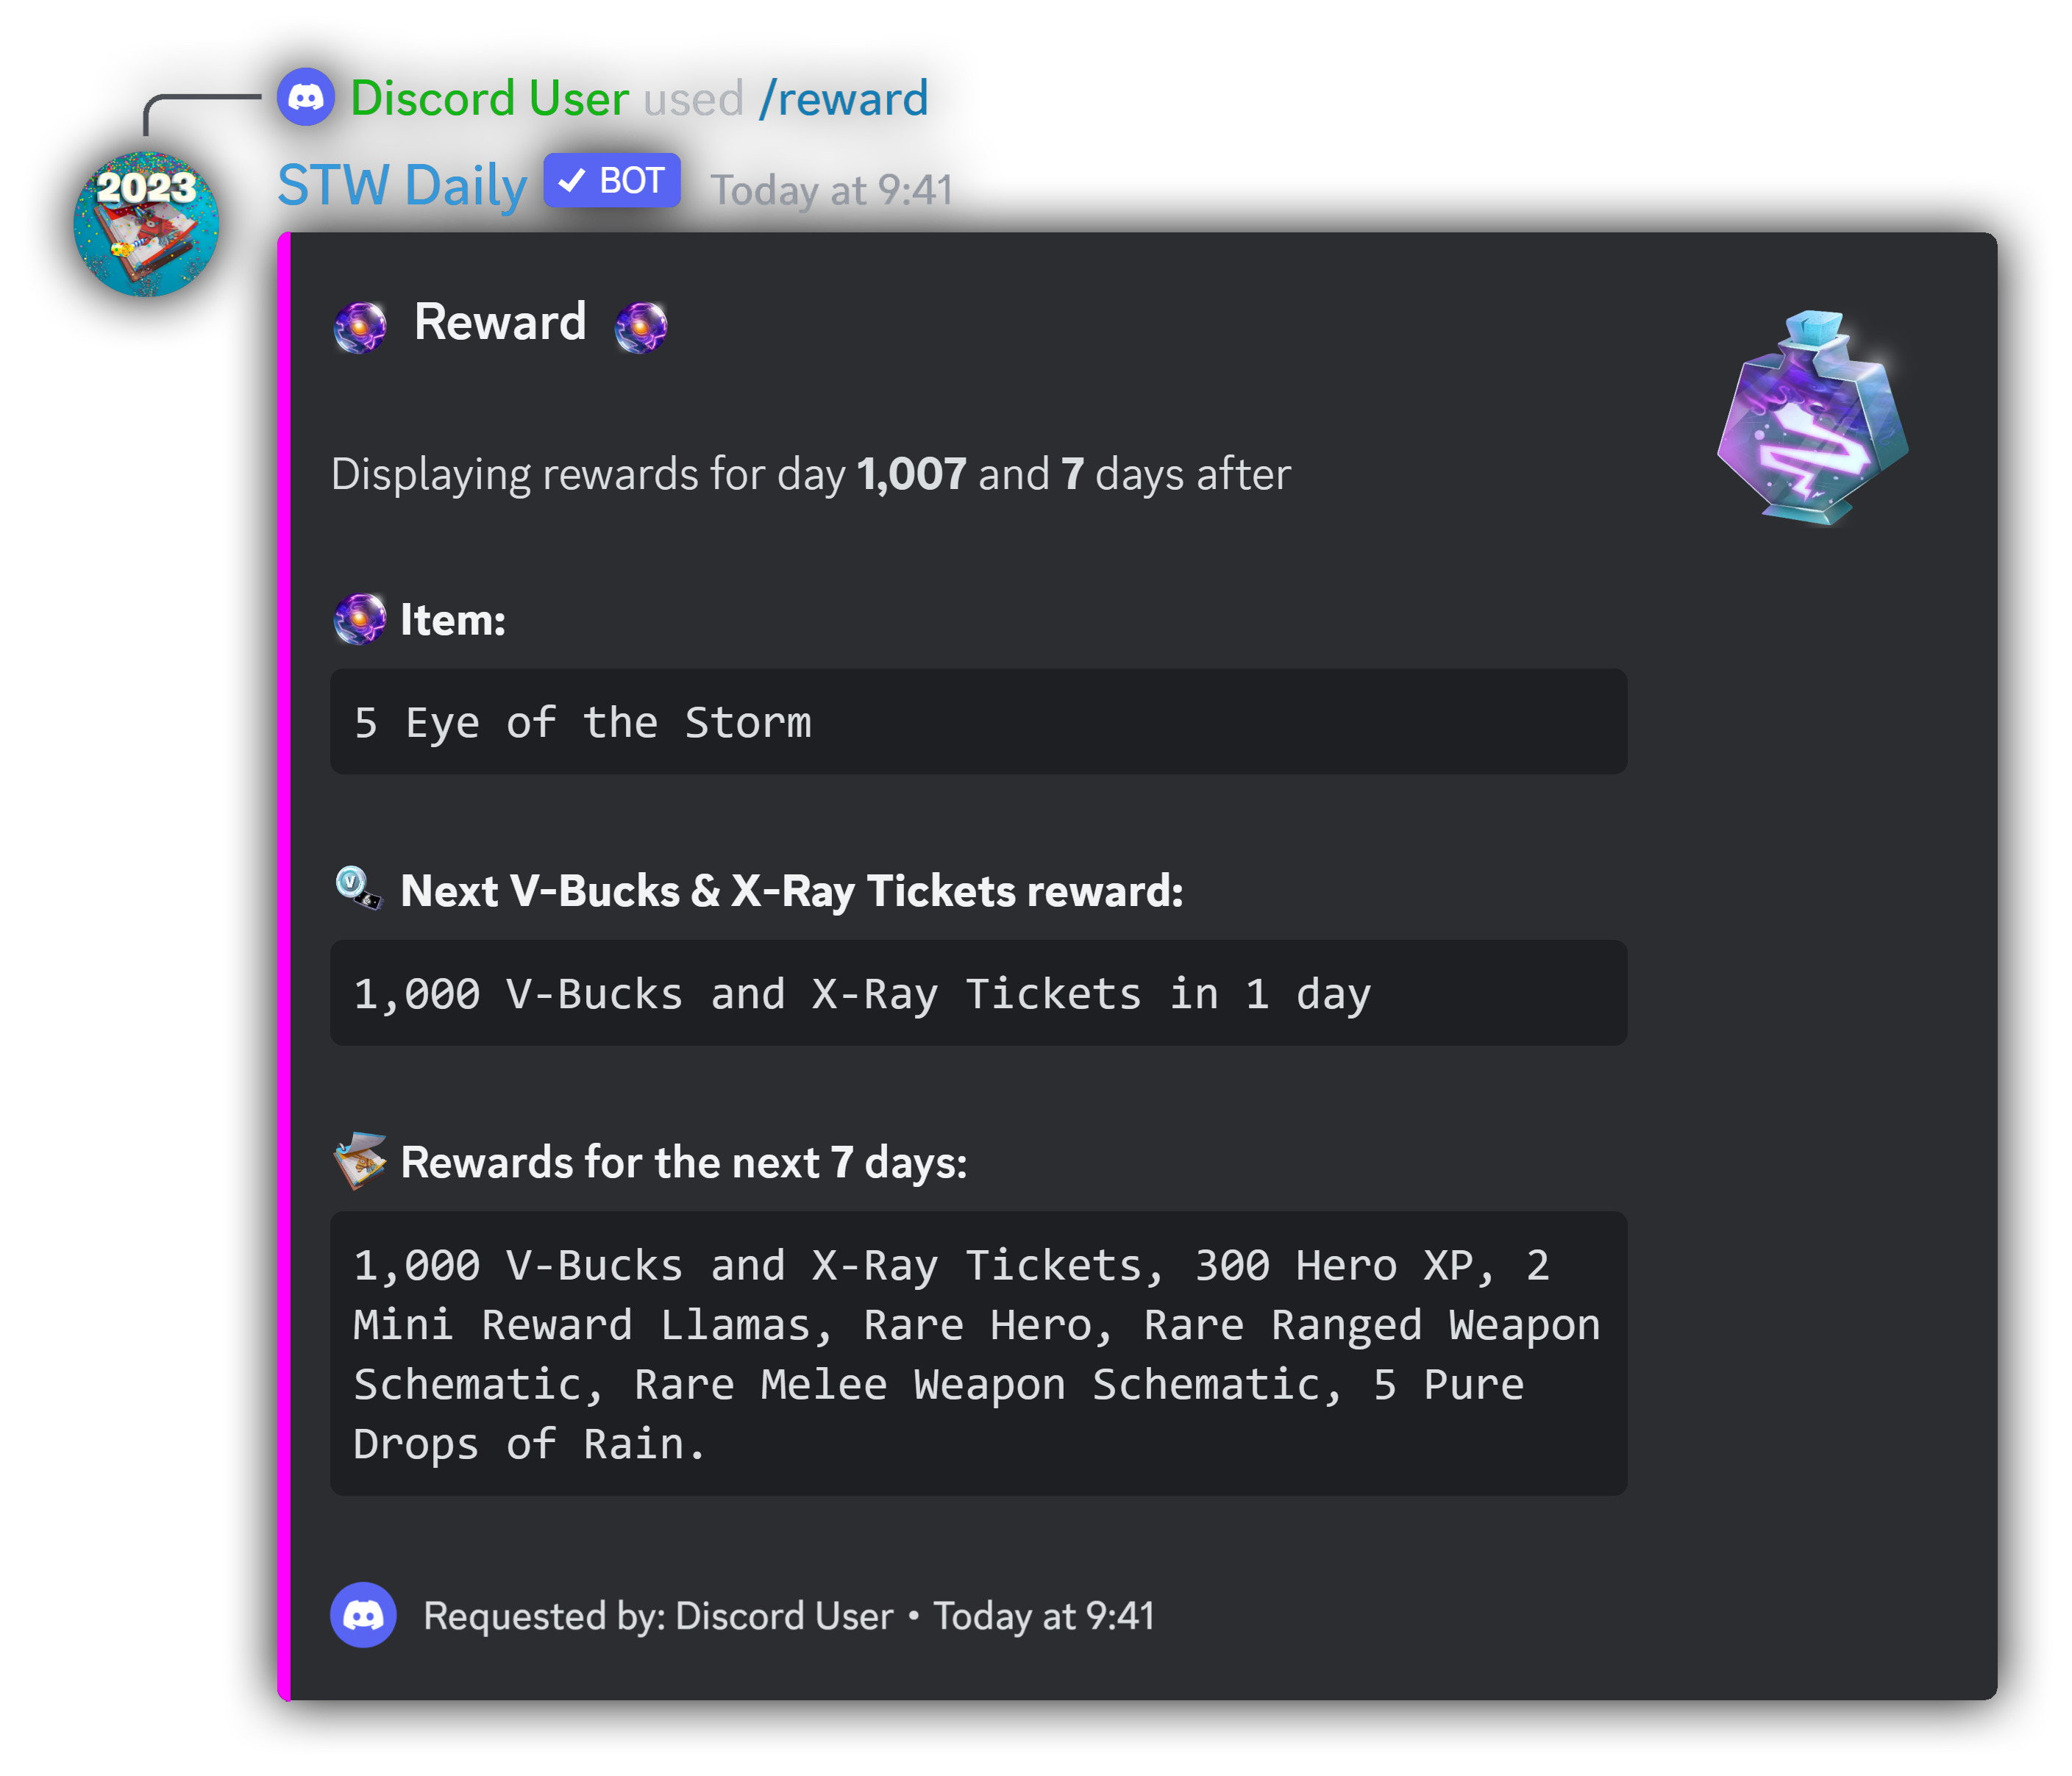 Discord User used /reward
2023
STW Daily BOT Today at 9:41
Reward
Displaying rewards for day 1,007 and 7 days after
Item:
5 Eye of the Storm
Next V-Bucks & X-Ray Tickets reward:
1,000 V-Bucks and X-Ray Tickets in 1 day
Rewards for the next 7 days:
1,000 V-Bucks and X-Ray Tickets, 300 Hero XP, 2
Mini Reward Llamas, Rare Hero, Rare Ranged Weapon
Schematic, Rare Melee Weapon Schematic, 5 Pure
Drops of Rain.
Requested by: Discord User • Today at 9:41